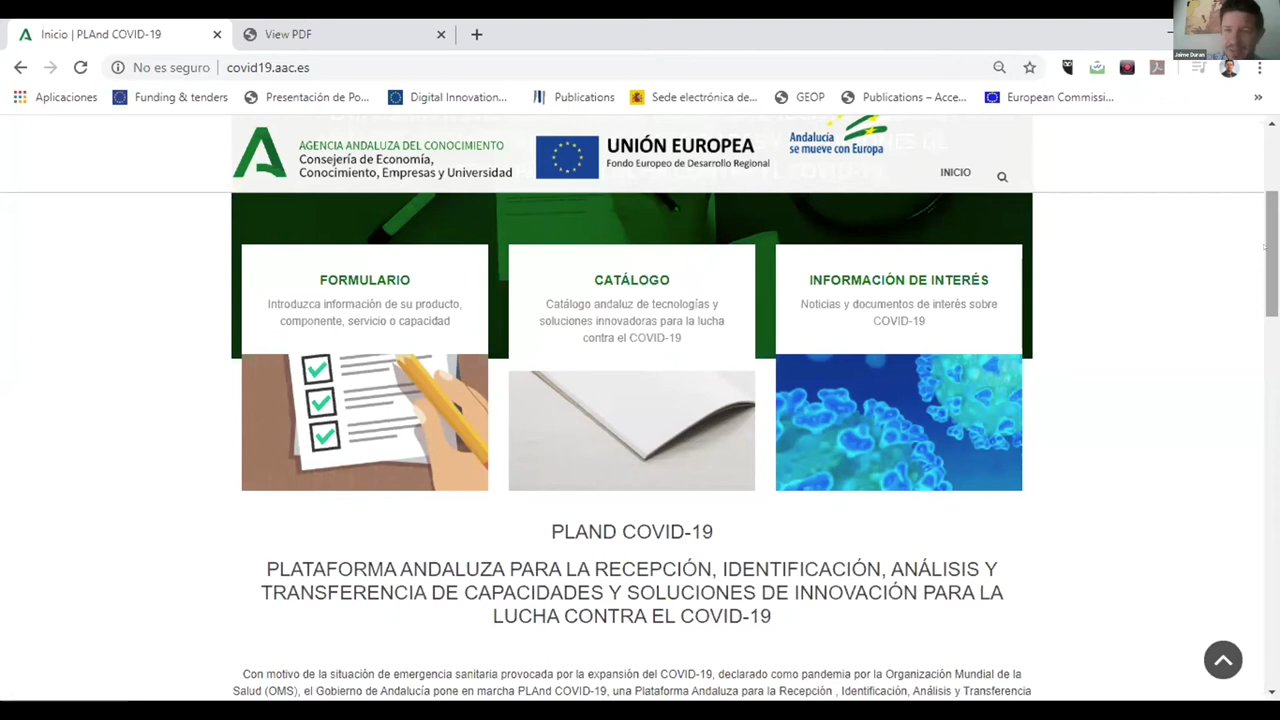 Inicio | PLAnd COVID-19
View PDF
Jaime Duran
No es seguro
covid19.aac.es
Aplicaciones
Funding & tenders
Presentación de Po...
Digital Innovation...
Publications
Sede electrónica de...
GEOP
Publications – Acce...
European Commissi...
AGENCIA ANDALUZA DEL CONOCIMIENTO
Consejería de Economía,
Conocimiento, Empresas y Universidad
UNIÓN EUROPEA
Fondo Europeo de Desarrollo Regional
Andalucía
se mueve con Europa
INICIO
FORMULARIO
Introduzca información de su producto,
componente, servicio o capacidad
CATÁLOGO
Catálogo andaluz de tecnologías y
soluciones innovadoras para la lucha
contra el COVID-19
INFORMACIÓN DE INTERÉS
Noticias y documentos de interés sobre
COVID-19
PLAND COVID-19
PLATAFORMA ANDALUZA PARA LA RECEPCIÓN, IDENTIFICACIÓN, ANÁLISIS Y
TRANSFERENCIA DE CAPACIDADES Y SOLUCIONES DE INNOVACIÓN PARA LA
LUCHA CONTRA EL COVID-19
Con motivo de la situación de emergencia sanitaria provocada por la expansión del COVID-19, declarado como pandemia por la Organización Mundial de la
Salud (OMS), el Gobierno de Andalucía pone en marcha PLAnd COVID-19, una Plataforma Andaluza para la Recepción , Identificación, Análisis y Transferencia